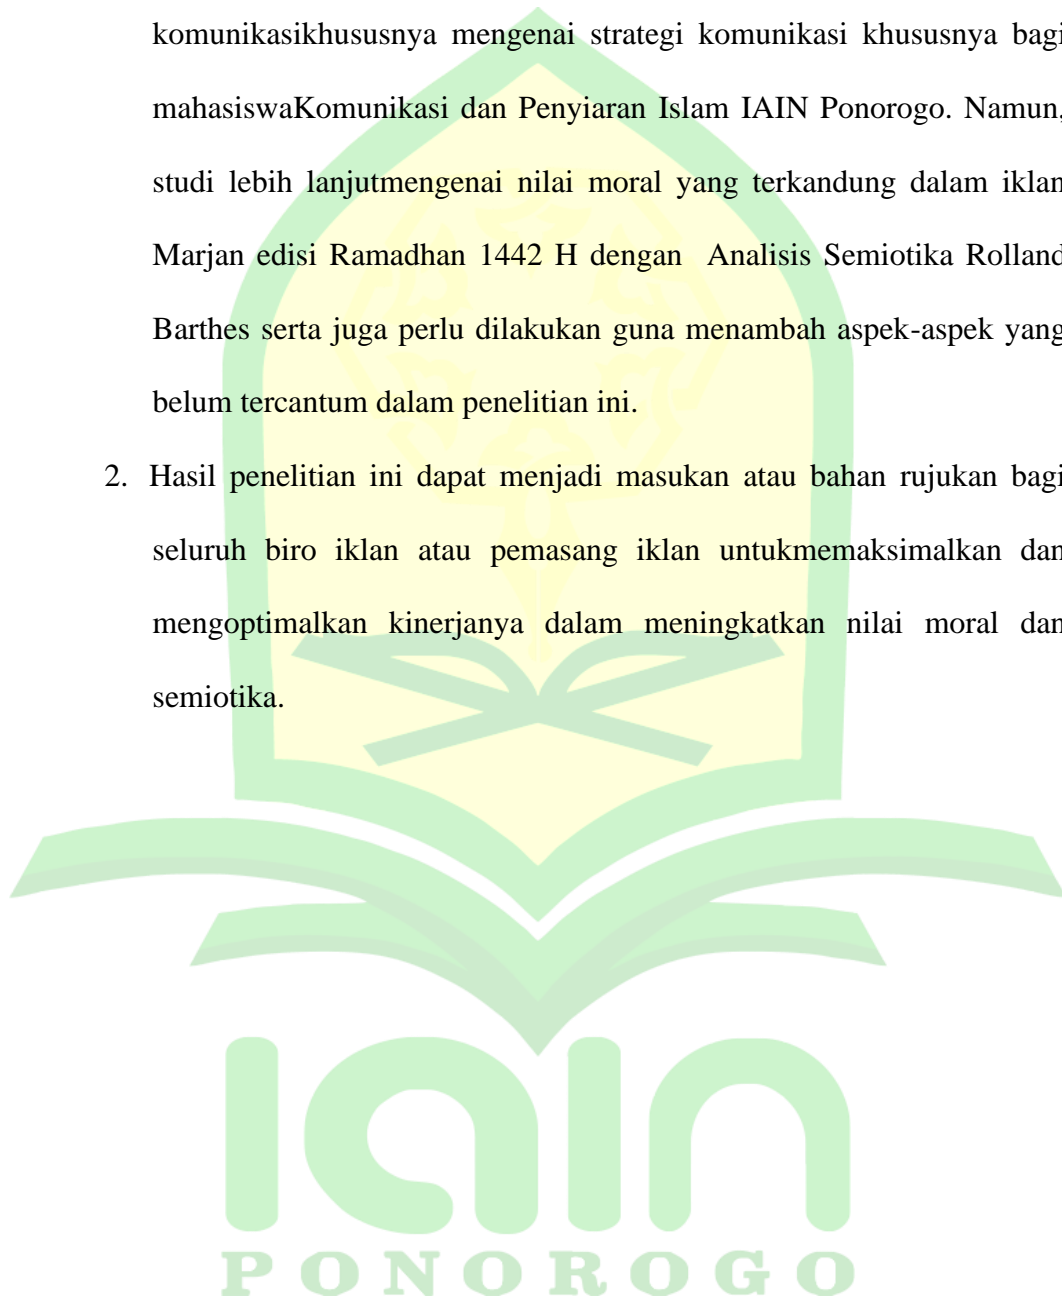 komunikasikhususnya mengenai strategi komunikasi khususnya bagi
mahasiswaKomunikasi dan Penyiaran Islam IAIN Ponorogo. Namun,
studi lebih lanjutmengenai nilai moral yang terkandung dalam iklan
Marjan edisi Ramadhan 1442 H dengan Analisis Semiotika Rolland
Barthes serta juga perlu dilakukan guna menambah aspek-aspek yang
belum tercantum dalam penelitian ini.
2. Hasil penelitian ini dapat menjadi masukan atau bahan rujukan bagi
seluruh biro iklan atau pemasang iklan untukmemaksimalkan dan
mengoptimalkan kinerjanya dalam meningkatkan nilai moral dan
semiotika.
IAIN
PONOROGO